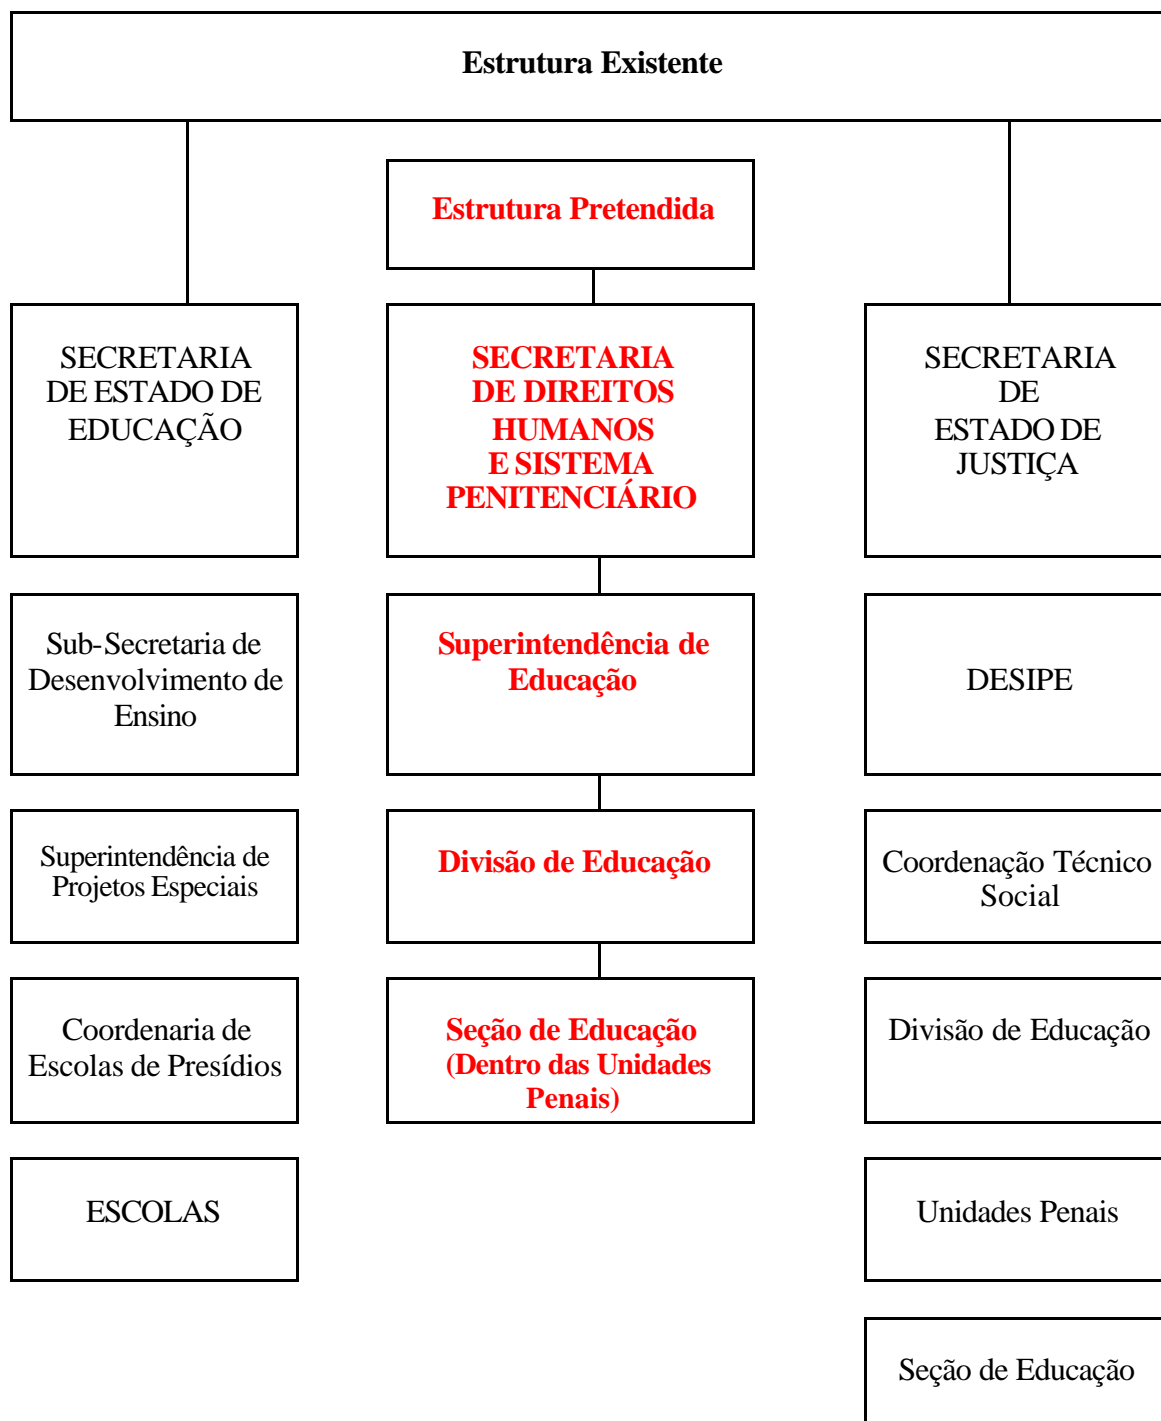 Estrutura Existente
Estrutura Pretendida
SECRETARIA
DE ESTADO DE
EDUCAÇÃO
SECRETARIA
DE DIREITOS
HUMANOS
E SISTEMA
PENITENCIÁRIO
SECRETARIA
DE
ESTADO DE
JUSTIÇA
Sub-Secretaria de
Desenvolvimento de
Ensino
Superintendência de
Educação
DESIPE
Superintendência de
Projetos Especiais
Divisão de Educação
Coordenação Técnico
Social
Coordenaria de
Escolas de Presídios
Seção de Educação
(Dentro das Unidades
Penais)
Divisão de Educação
ESCOLAS
Unidades Penais
Seção de Educação